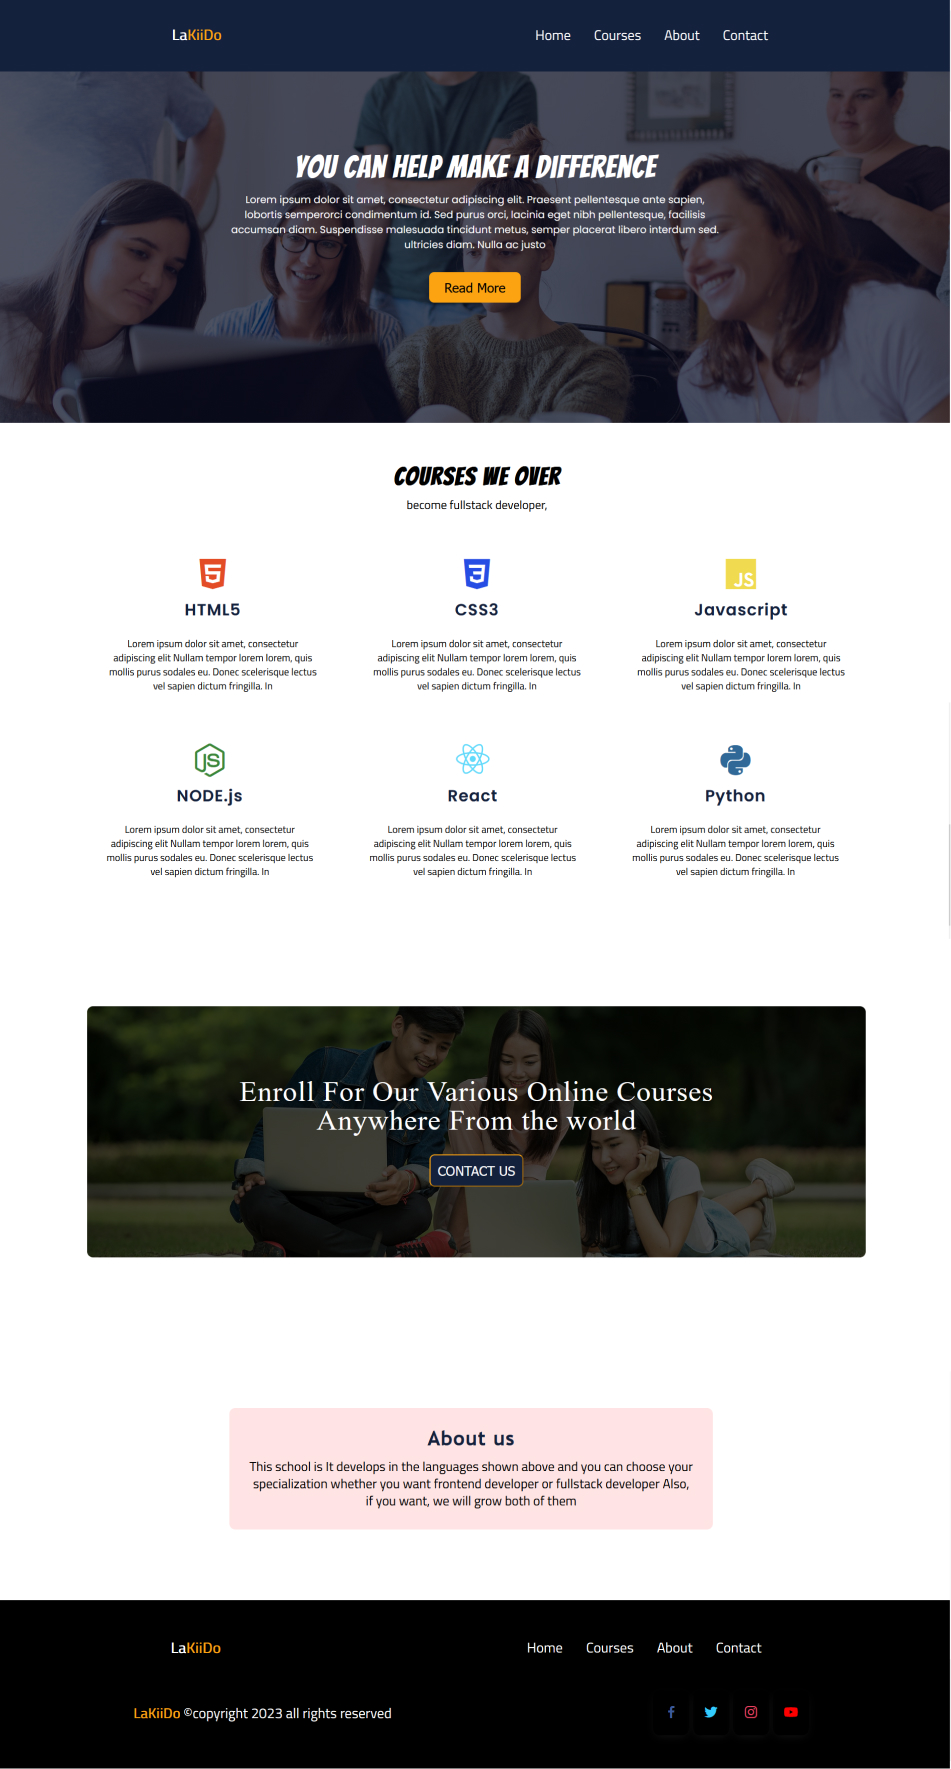 LaKiiDo
Home Courses About Contact
YOU CAN HELP MAKE A DIFFERENCE
Lorem ipsum dolor sit amet, consectetur adipiscing elit. Praesent pellentesque ante sapien,
lobortis semperorci condimentum id. Sed purus orci, lacinia eget nibh pellentesque, facilisis
accumsan diam. Suspendisse malesuada tincidunt metus, semper placerat libero interdum sed.
ultricies diam. Nulla ac justo
Read More
COURSES WE OVER
become fullstack developer,
5
3
JS
HTML5
CSS3
Javascript
Lorem ipsum dolor sit amet, consectetur
adipiscing elit Nullam tempor lorem lorem, quis
mollis purus sodales eu. Donec scelerisque lectus
vel sapien dictum fringilla. In
Lorem ipsum dolor sit amet, consectetur
adipiscing elit Nullam tempor lorem lorem, quis
mollis purus sodales eu. Donec scelerisque lectus
vel sapien dictum fringilla. In
Lorem ipsum dolor sit amet, consectetur
adipiscing elit Nullam tempor lorem lorem, quis
mollis purus sodales eu. Donec scelerisque lectus
vel sapien dictum fringilla. In
JS
NODE.js
React
Python
Lorem ipsum dolor sit amet, consectetur
adipiscing elit Nullam tempor lorem lorem, quis
mollis purus sodales eu. Donec scelerisque lectus
vel sapien dictum fringilla. In
Lorem ipsum dolor sit amet, consectetur
adipiscing elit Nullam tempor lorem lorem, quis
mollis purus sodales eu. Donec scelerisque lectus
vel sapien dictum fringilla. In
Lorem ipsum dolor sit amet, consectetur
adipiscing elit Nullam tempor lorem lorem, quis
mollis purus sodales eu. Donec scelerisque lectus
vel sapien dictum fringilla. In
Enroll For Our Various Online Courses
Anywhere From the world
CONTACT US
About us
This school is It develops in the languages shown above and you can choose your
specialization whether you want frontend developer or fullstack developer Also,
if you want, we will grow both of them
LaKiiDo
Home Courses About Contact
LaKiiDo ©copyright 2023 all rights reserved